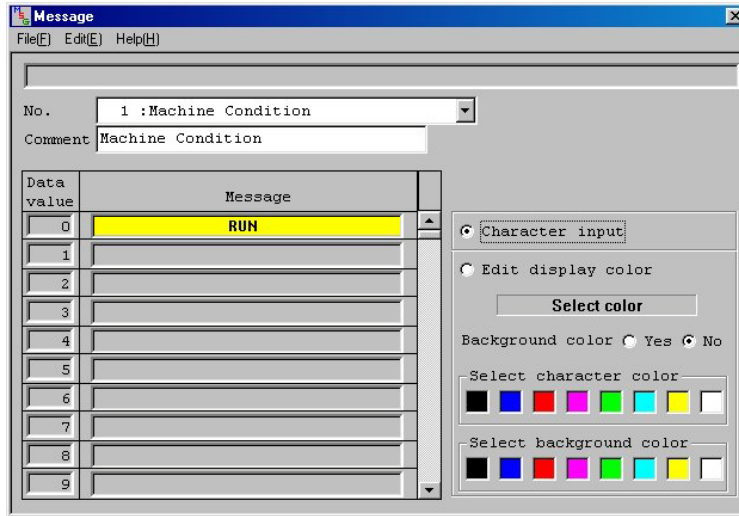 MSG Message
File(F) Edit(E) Help(H)
No. 1 :Machine Condition
Comment Machine Condition
Data value Message
0 RUN
1
2
3
4
5
6
7
8
9
Character input
Edit display color
Select color
Background color Yes No
Select character color
Select background color